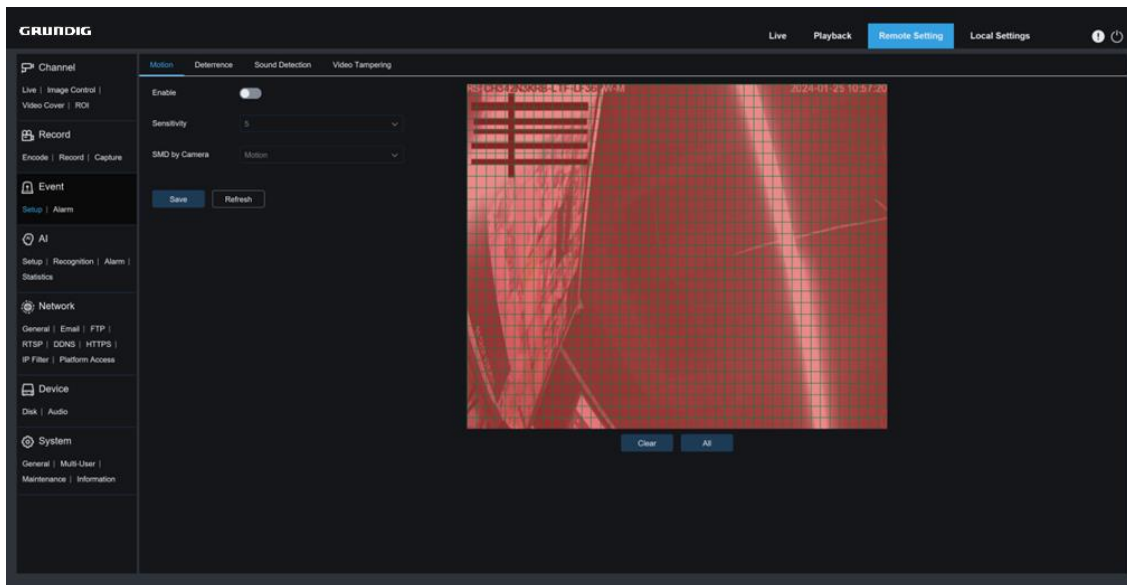 GRUNDIG
Live Playback Remote Setting Local Settings
Channel
Live | Image Control |
Video Cover | ROI
Record
Encode | Record | Capture
Event
Setup | Alarm
AI
Setup | Recognition | Alarm |
Statistics
Network
General | Email | FTP |
RTSP | DDNS | HTTPS |
IP Filter | Platform Access
Device
Disk | Audio
System
General | Multi-User |
Maintenance | Information
Motion Deterrence Sound Detection Video Tampering
Enable
Sensitivity 5
SMD by Camera Motion
Save Refresh
2024-01-25 10:57:20
Clear All